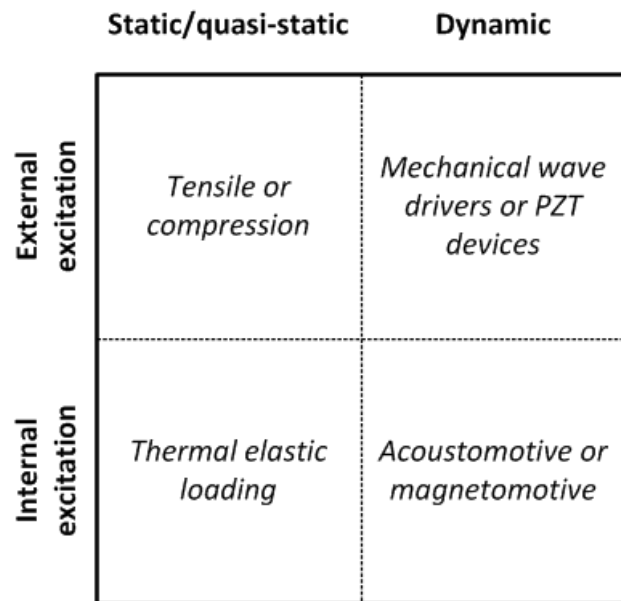 Static/quasi-static
Dynamic
External
excitation
Tensile or
compression
Mechanical wave
drivers or PZT
devices
Internal
excitation
Thermal elastic
loading
Acoustomotive or
magnetomotive